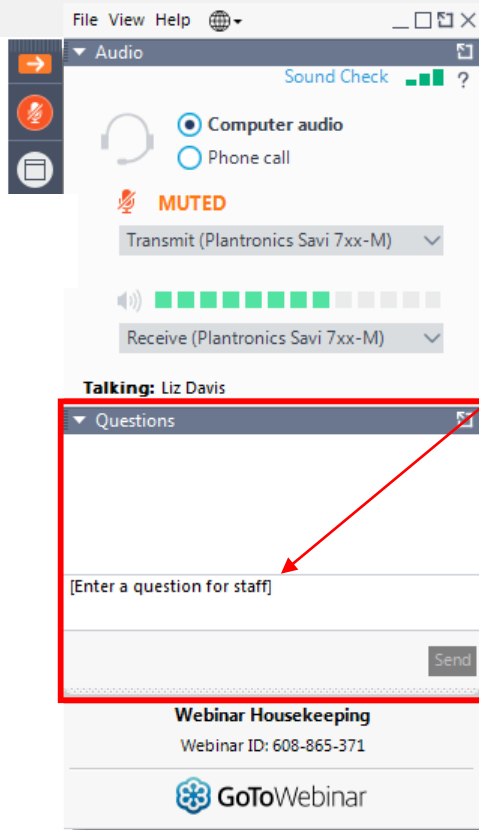 File View Help
Audio
Sound Check ?
Computer audio
Phone call
MUTED
Transmit (Plantronics Savi 7xx-M)
Receive (Plantronics Savi 7xx-M)
Talking: Liz Davis
Questions
[Enter a question for staff]
Send
Webinar Housekeeping
Webinar ID: 608-865-371
GoToWebinar